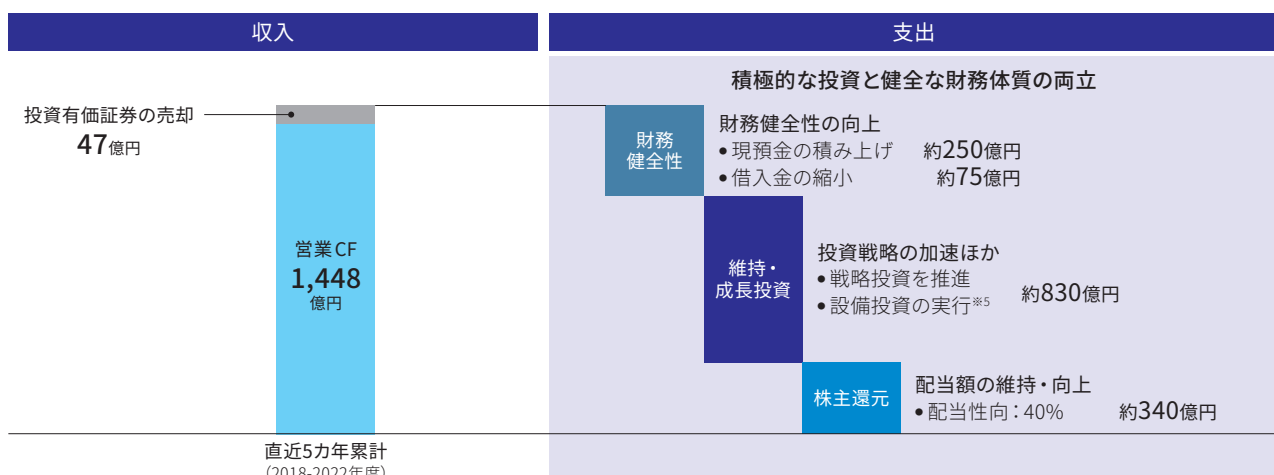 収入
支出
積極的な投資と健全な財務体質の両立
投資有価証券の売却
47億円
営業CF
1,448
億円
財務
健全性
財務健全性の向上
•現預金の積み上げ 約250億円
•借入金の縮小 約75億円
維持・
成長投資
投資戦略の加速ほか
•戦略投資を推進
•設備投資の実行※5
約830億円
株主還元
配当額の維持・向上
•配当性向：40% 約340億円
直近5カ年累計
(2018-2022年度)